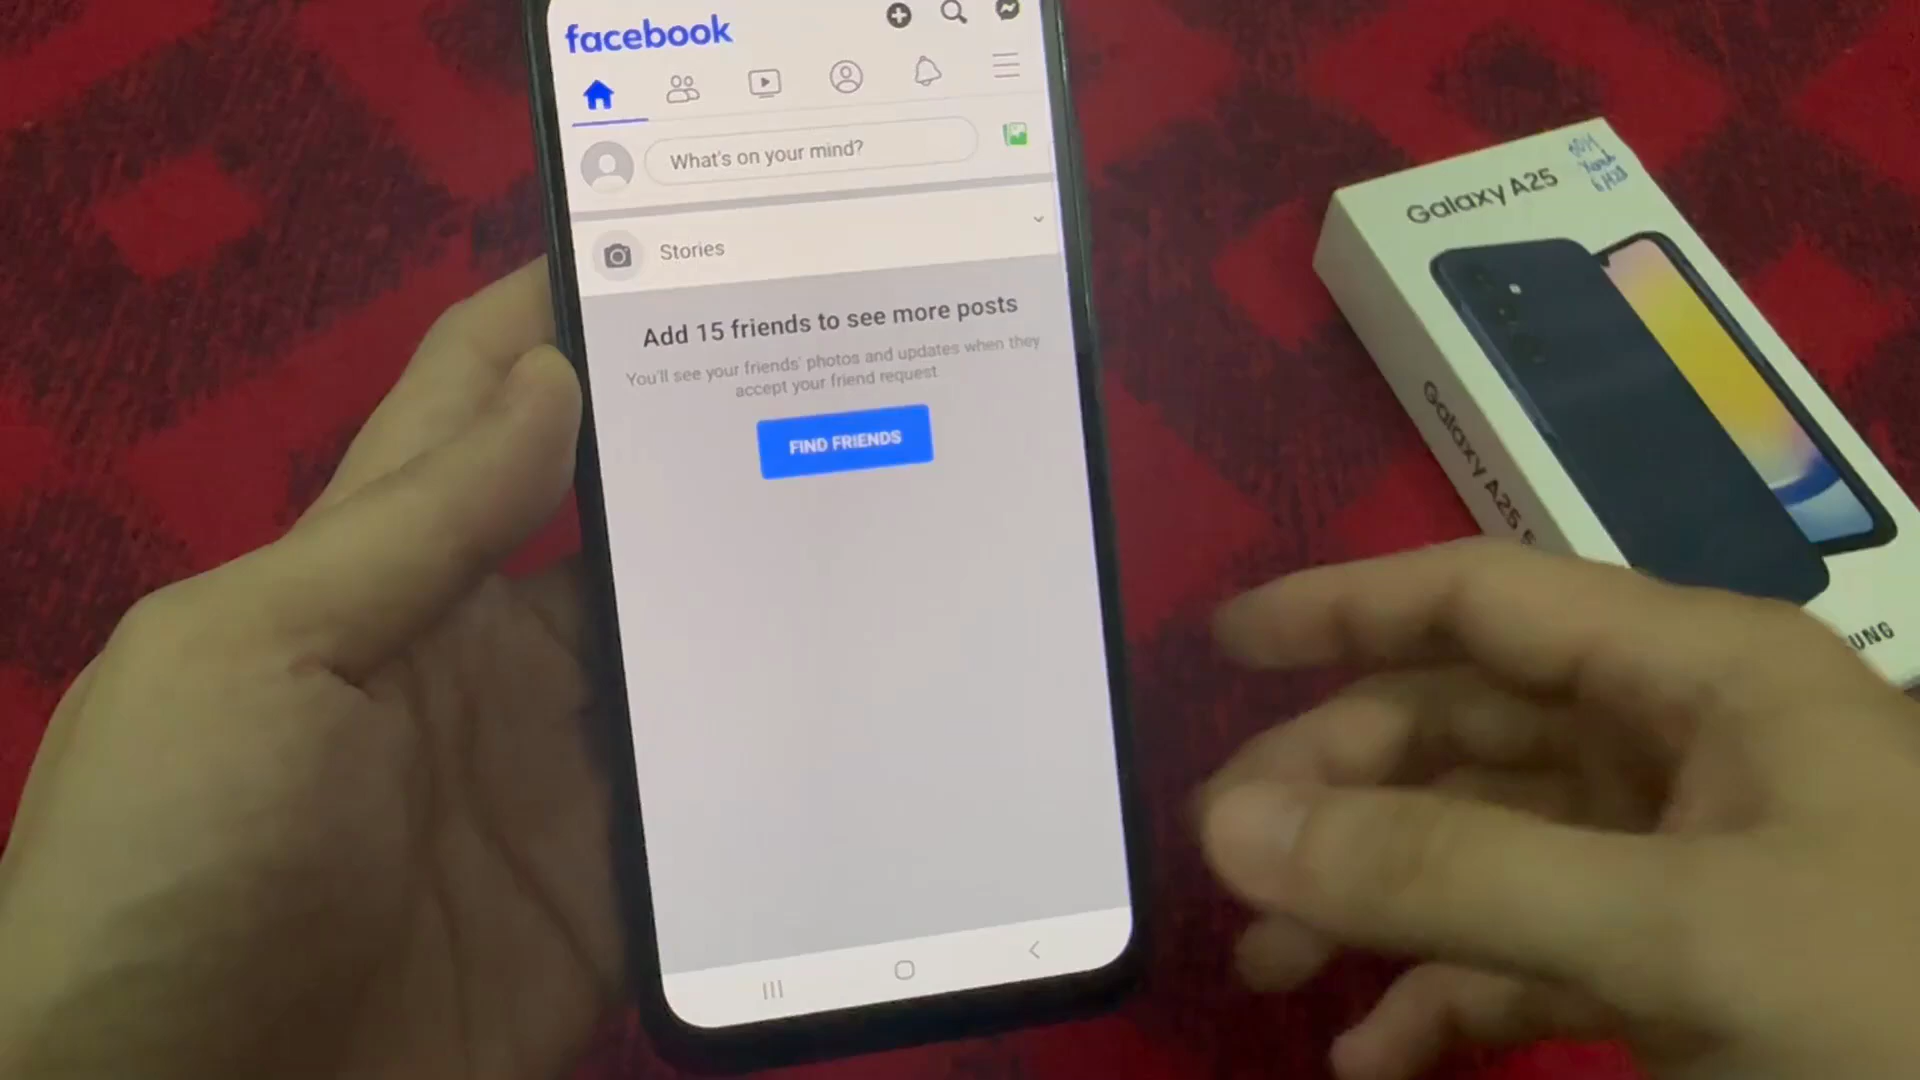 facebook
What's on your mind?
Stories
Add 15 friends to see more posts
You'll see your friends' photos and updates when they
accept your friend request
FIND FRIENDS
Galaxy A25
Galaxy A25
UNG